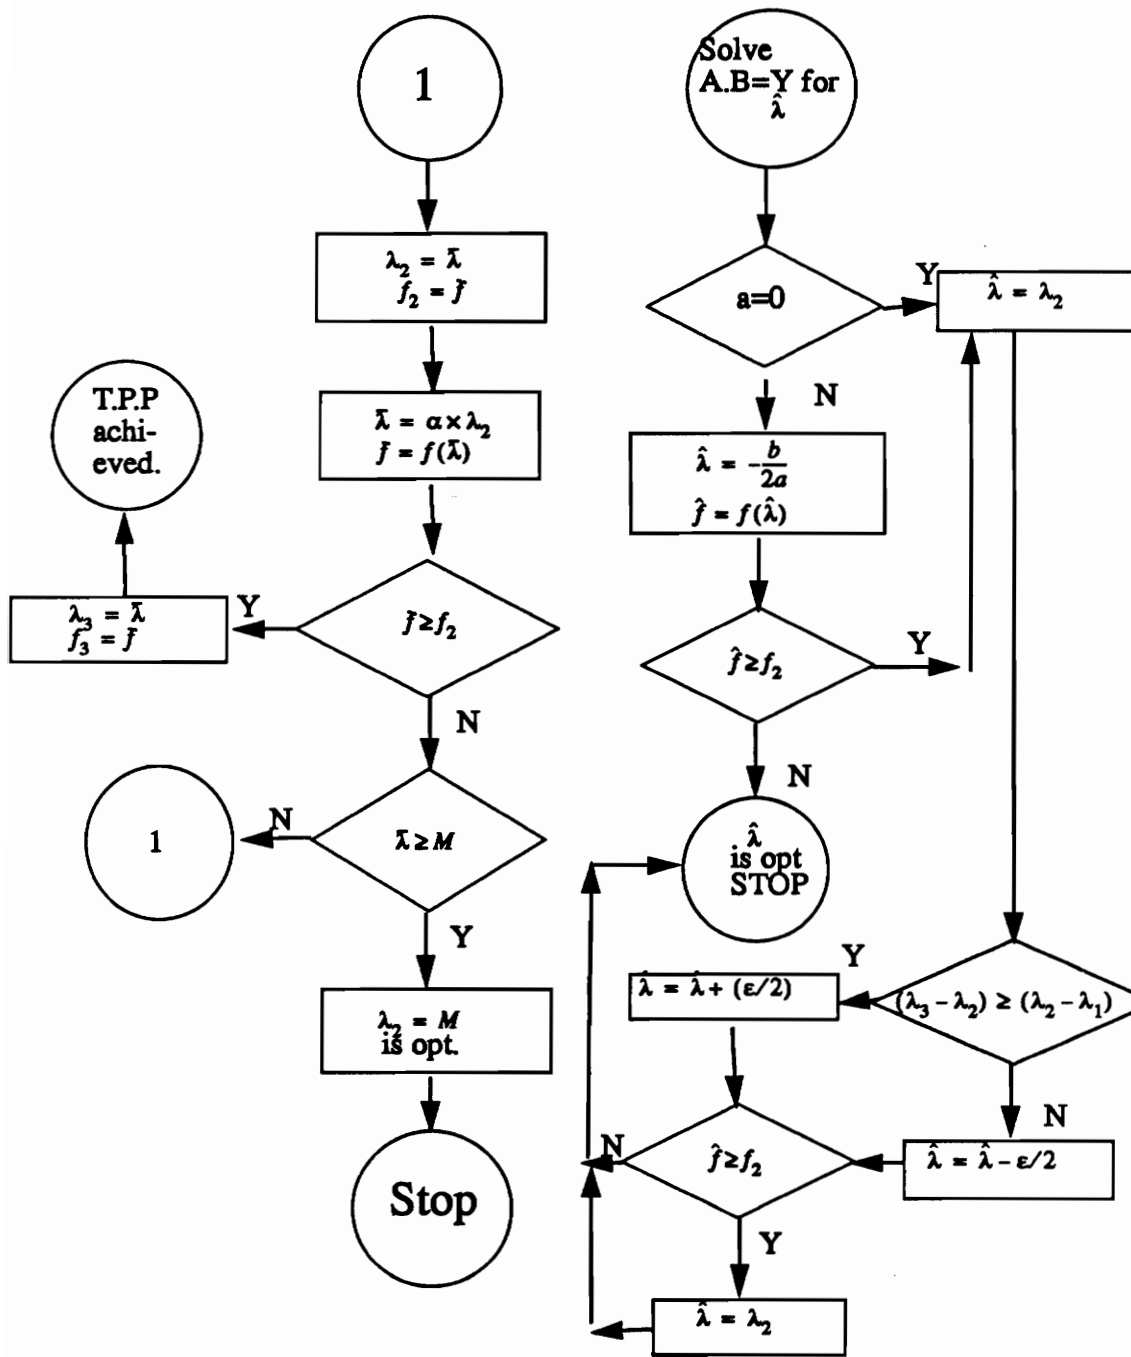 1
λ₂ = λ̄
f₂ = f̄
λ̄ = α × λ₂
f̄ = f(λ̄)
T.P.P
achi-
eved.
λ₃ = λ̄
f₃ = f̄
Y
f̄ ≥ f₂
N
1
N
λ̄ ≥ M
Y
λ₂ = M
is opt.
Stop
Solve
A.B=Y for
λ̂
a=0
Y
λ̂ = λ₂
N
λ̂ = -b/2a
f̂ = f(λ̂)
f̂ ≥ f₂
Y
N
λ̂
is opt
STOP
Y
λ̂ = λ̂ + (ε/2)
(λ₃ - λ₂) ≥ (λ₂ - λ₁)
N
λ̂ = λ̂ - ε/2
N
f̂ ≥ f₂
Y
λ̂ = λ₂